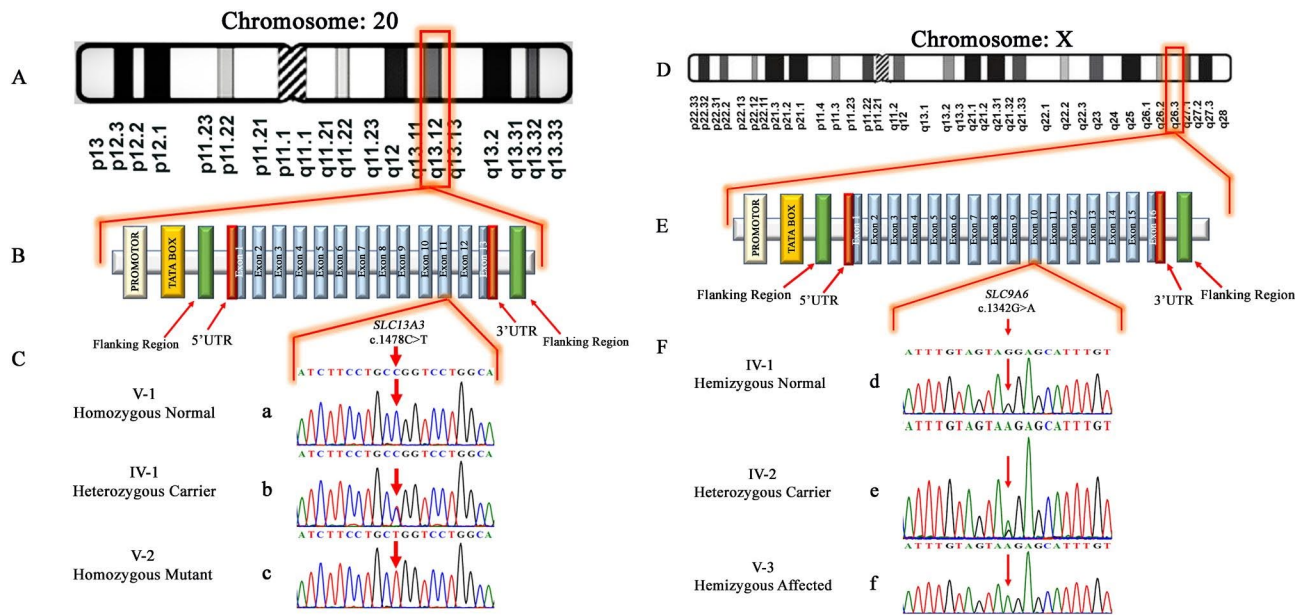 Chromosome: 20
A
p13
p12.3
p12.2
p12.1
p11.23
p11.22
p11.21
p11.1
q11.1
q11.21
q11.22
q11.23
q12
q13.11
q13.12
q13.13
q13.2
q13.31
q13.32
q13.33
B
PROMOTOR
TATA BOX
Exon 1
Exon 2
Exon 3
Exon 4
Exon 5
Exon 6
Exon 7
Exon 8
Exon 9
Exon 10
Exon 11
Exon 12
Exon 13
Flanking Region
5'UTR
3'UTR
Flanking Region
SLC13A3
c.1478C>T
C
ATCTTCCTGCCGGTCCTGGCA
V-1
Homozygous Normal
a
ATCTTCCTGCCGGTCCTGGCA
IV-1
Heterozygous Carrier
b
ATCTTCCTGCTGGTCCTGGCA
V-2
Homozygous Mutant
c
Chromosome: X
D
p22.33
p22.32
p22.31
p22.2
p22.13
p22.12
p22.11
p21.3
p21.2
p21.1
p11.4
p11.3
p11.23
p11.22
p11.21
q11.2
q12
q13.1
q13.2
q13.3
q21.1
q21.2
q21.31
q21.32
q21.33
q22.1
q22.2
q22.3
q23
q24
q25
q26.1
q26.2
q26.3
q27.1
q27.2
q27.3
q28
E
PROMOTOR
TATA BOX
Exon 1
Exon 2
Exon 3
Exon 4
Exon 5
Exon 6
Exon 7
Exon 8
Exon 9
Exon 10
Exon 11
Exon 12
Exon 13
Exon 14
Exon 15
Exon 16
Flanking Region
5'UTR
3'UTR
Flanking Region
SLC9A6
c.1342G>A
F
ATTTGTAGTAGGAGCATTTGT
IV-1
Hemizygous Normal
d
ATTTGTAGTAAGAGCATTTGT
IV-2
Heterozygous Carrier
e
ATTTGTAGTAAGAGCATTTGT
V-3
Hemizygous Affected
f